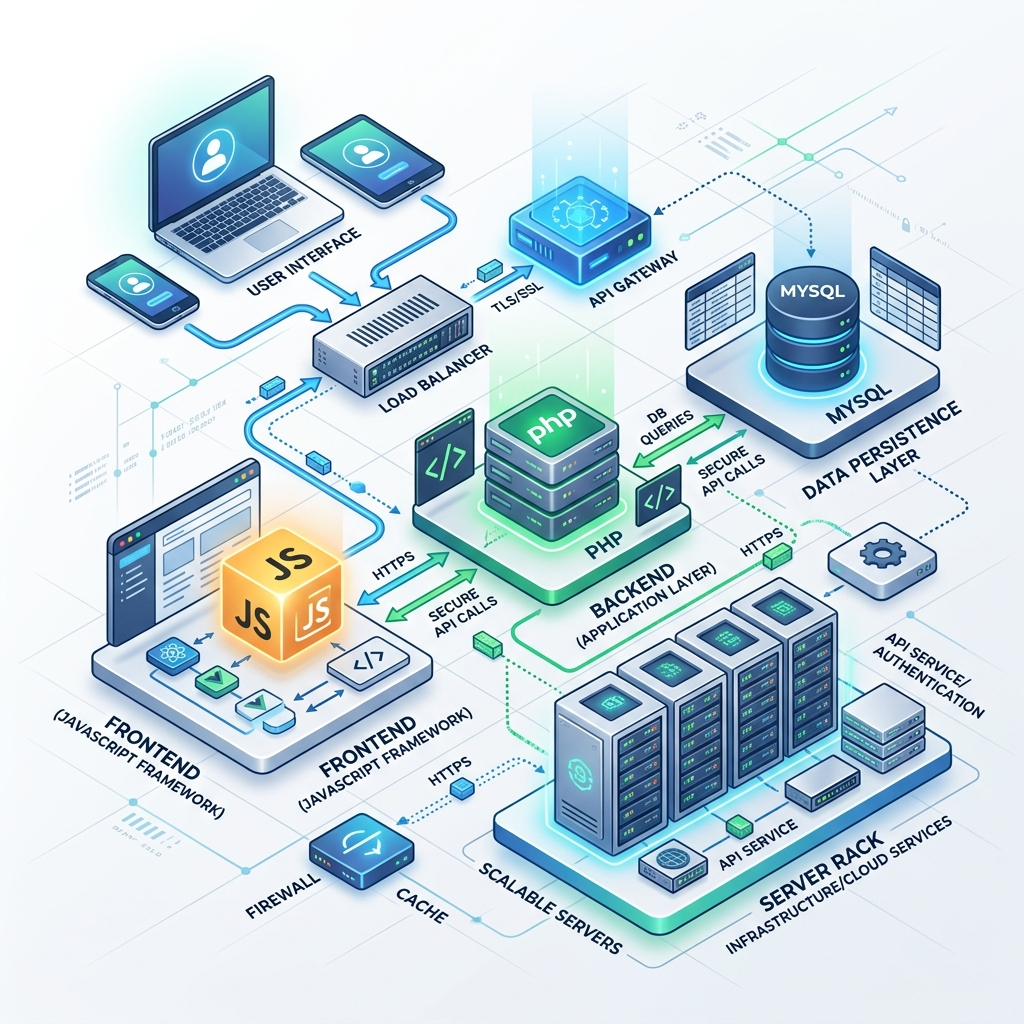 USER INTERFACE
TLS/SSL
API GATEWAY
LOAD BALANCER
MYSQL
MYSQL
DATA PERSISTENCE
LAYER
php
</>
</>
DB
QUERIES
SECURE
API CALLS
PHP
BACKEND
(APPLICATION LAYER)
HTTPS
HTTPS
SECURE
API CALLS
JS
JS
JS
</>
FRONTEND
(JAVASCRIPT FRAMEWORK)
FRONTEND
(JAVASCRIPT FRAMEWORK)
API SERVICE/
AUTHENTICATION
HTTPS
FIREWALL
CACHE
API SERVICE
SCALABLE SERVERS
SERVER RACK
INFRASTRUCTURE/CLOUD SERVICES